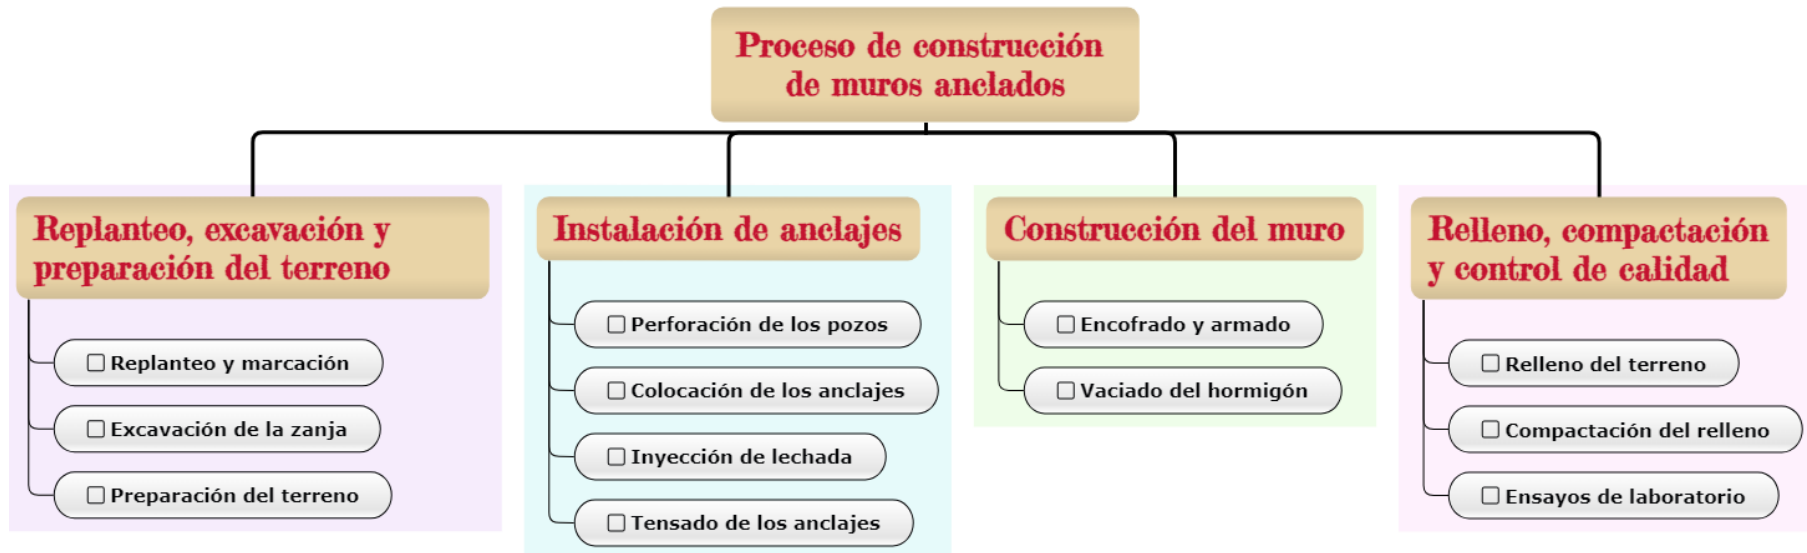 Proceso de construcción
de muros anclados
Replanteo, excavación y
preparación del terreno
Replanteo y marcación
Excavación de la zanja
Preparación del terreno
Instalación de anclajes
Perforación de los pozos
Colocación de los anclajes
Inyección de lechada
Tensado de los anclajes
Construcción del muro
Encofrado y armado
Vaciado del hormigón
Relleno, compactación
y control de calidad
Relleno del terreno
Compactación del relleno
Ensayos de laboratorio